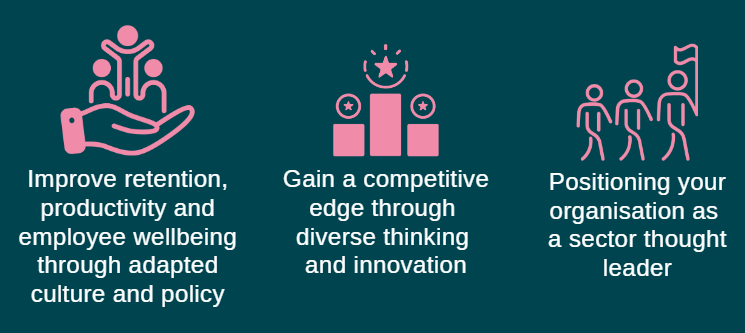 Improve retention,
productivity and
employee wellbeing
through adapted
culture and policy
Gain a competitive
edge through
diverse thinking
and innovation
Positioning your
organisation as
a sector thought
leader